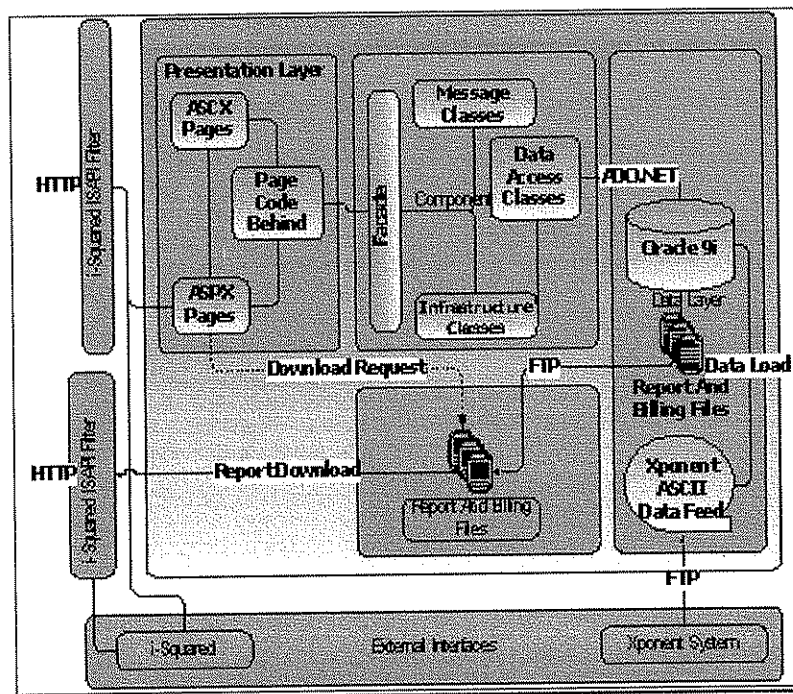 Presentation Layer
ASCX
Pages
Page
Code
Behind
ASPX
Pages
HTTP
i-Squared ISAPI Filter
Facade
Message
Classes
Component
Data
Access
Classes
Infrastructure
Classes
ADO.NET
Oracle 9i
Data Layer
Data Load
Report And
Billing Files
Download Request
FTP
HTTP
i-Squared ISAPI Filter
Report Download
Report And Billing
Files
Xponent
ASCII
Data Feed
FTP
i-Squared
External Interfaces
Xponent System